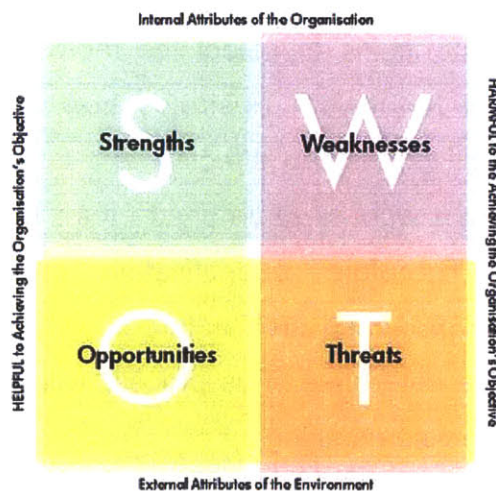 Internal Attributes of the Organisation
HELPFUL to Achieving the Organisation's Objective
S
Strengths
W
Weaknesses
HARMFUL to the Achieving the Organisation's Objective
O
Opportunities
T
Threats
External Attributes of the Environment